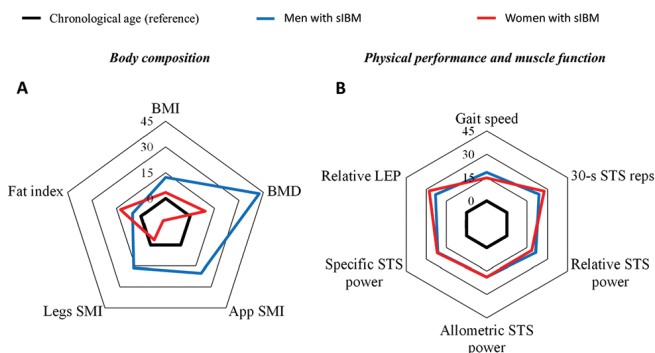 Chronological age (reference)
Men with sIBM
Women with sIBM
Body composition
Physical performance and muscle function
A
BMI
45
30
15
0
BMD
App SMI
Legs SMI
Fat index
B
Gait speed
45
30
15
0
30-s STS reps
Relative STS
power
Allometric STS
power
Specific STS
power
Relative LEP